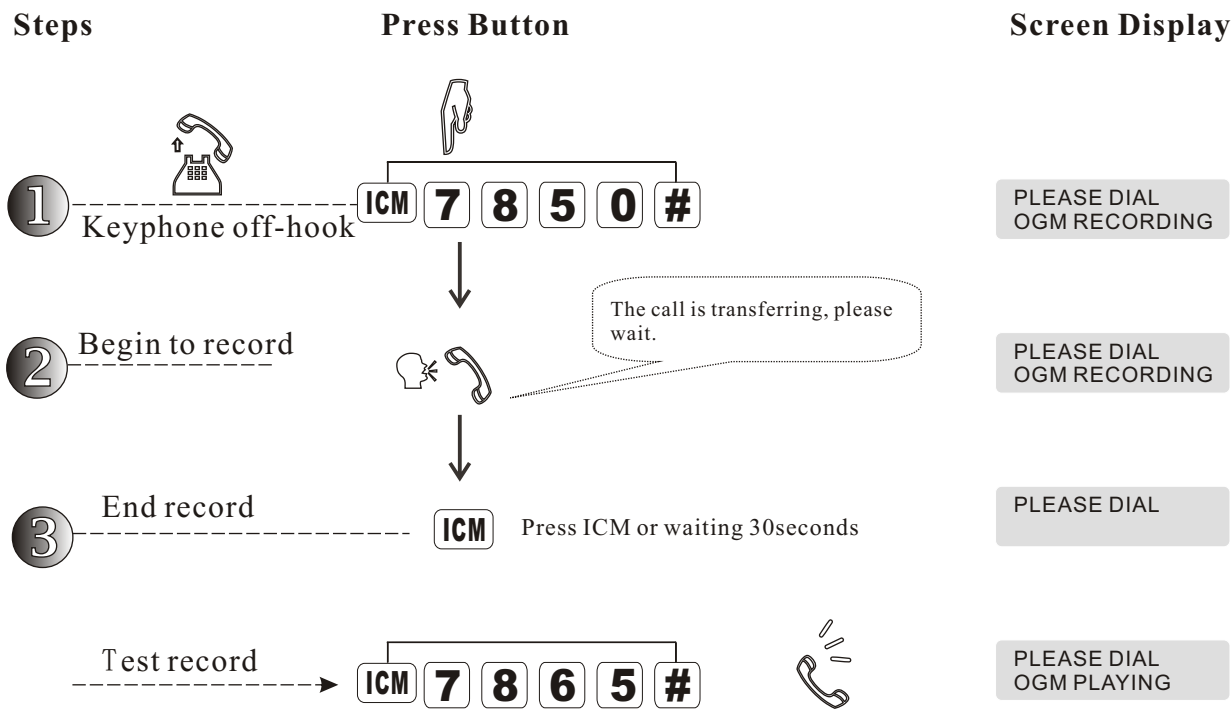 Steps Press Button Screen Display
1 Keyphone off-hook ICM 7 8 5 0 # PLEASE DIAL
OGM RECORDING
2 Begin to record The call is transferring, please
wait.
PLEASE DIAL
OGM RECORDING
3 End record ICM Press ICM or waiting 30seconds PLEASE DIAL
Test record ICM 7 8 6 5 # PLEASE DIAL
OGM PLAYING